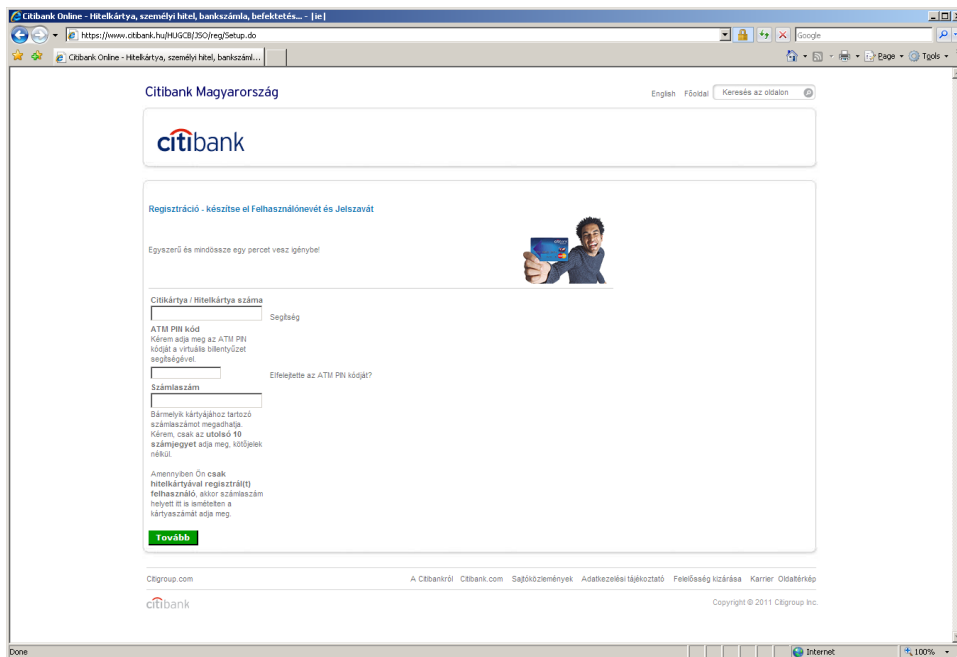 Citibank Online - Hitelkártya, személyi hitel, bankszámla, befektetés... - |ie|
https://www.citibank.hu/HUGCB/JSO/reg/Setup.do
Google
Citibank Online - Hitelkártya, személyi hitel, bankszáml...
Page
Tools
Citibank Magyarország
English Főoldal Keresés az oldalon
citibank
Regisztráció - készítse el Felhasználónevét és Jelszavát
Egyszerű és mindössze egy percet vesz igénybe!
Citikártya / Hitelkártya száma
Segítség
ATM PIN kód
Kérem adja meg az ATM PIN
kódját a virtuális billentyűzet
segítségével.
Elfelejtette az ATM PIN kódját?
Számlaszám
Bármelyik kártyájához tartozó
számlaszámot megadhatja.
Kérem, csak az utolsó 10
számjegyet adja meg, kötőjelek
nélkül.
Amennyiben Ön csak
hitelkártyával regisztrál(t)
felhasználó, akkor számlaszám
helyett itt is ismételten a
kártyaszámát adja meg.
Tovább
Citigroup.com
A Citibankról Citibank.com Sajtóközlemények Adatkezelési tájékoztató Felelősség kizárása Karrier Oldaltérkép
citibank
Copyright © 2011 Citigroup Inc.
Done
Internet
100%